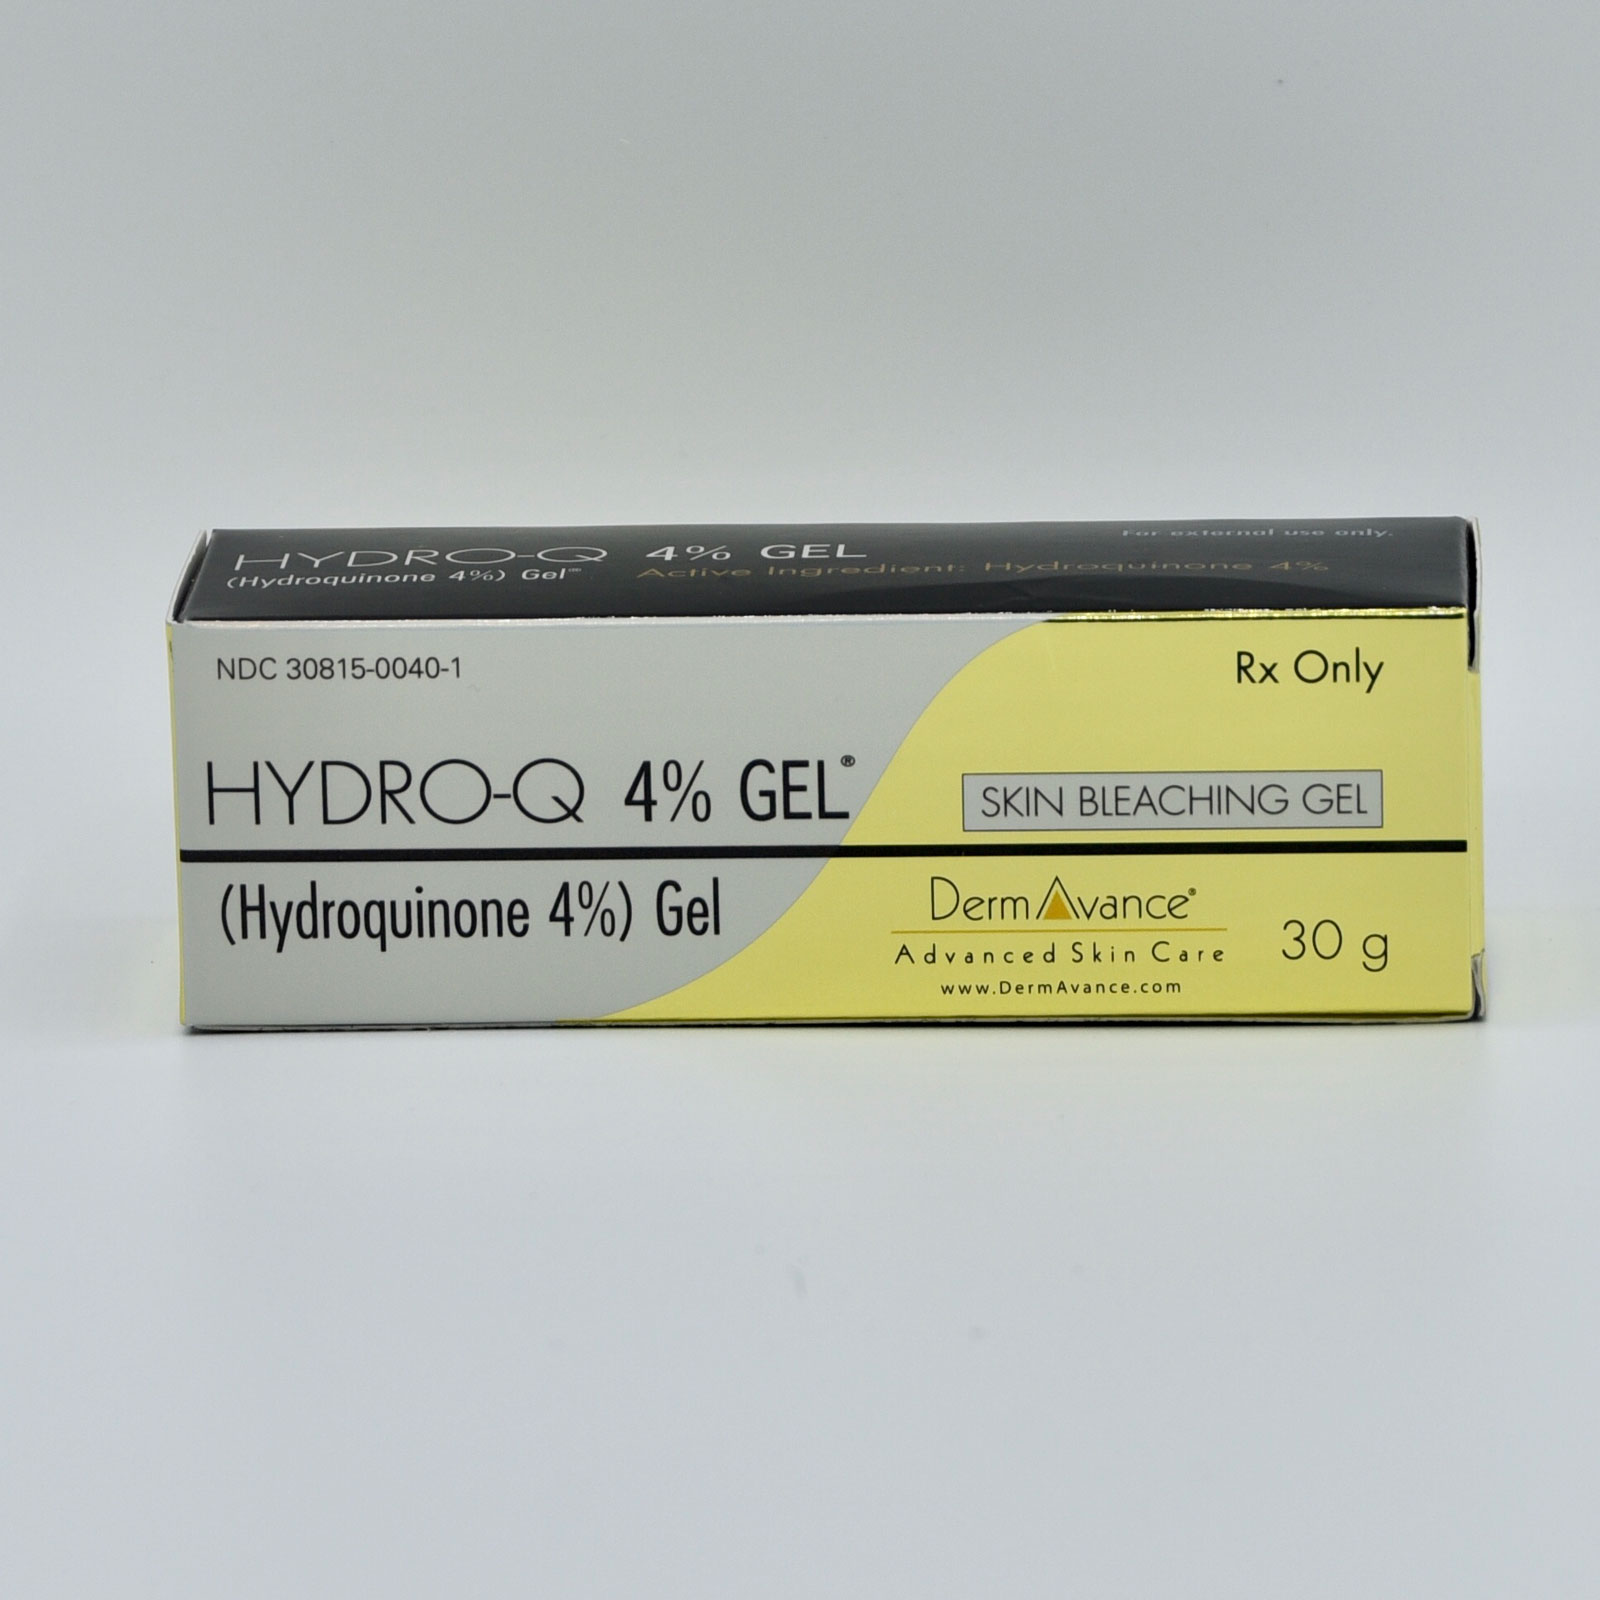 HYDRO-Q 4% GEL
For external use only.
(Hydroquinone 4%) Gel
Active Ingredient: Hydroquinone 4%
NDC 30815-0040-1
Rx Only
HYDRO-Q 4% GEL®
SKIN BLEACHING GEL
(Hydroquinone 4%) Gel
DermAvance®
Advanced Skin Care
30 g
www.DermAvance.com